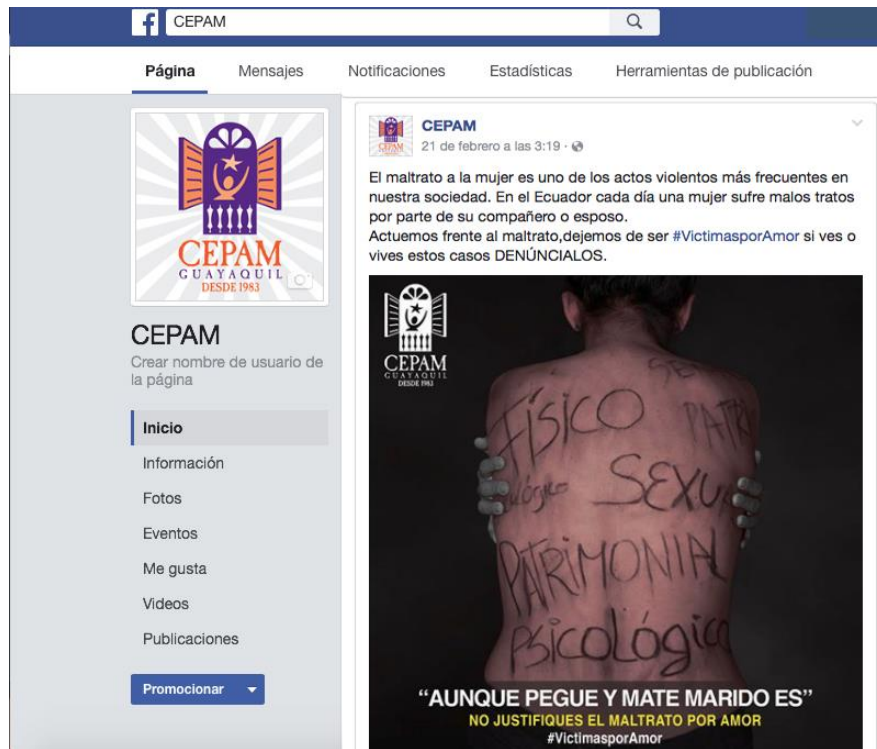 CEPAM
Página Mensajes Notificaciones Estadísticas Herramientas de publicación
CEPAM
GUAYAQUIL
DESDE 1983
CEPAM
Crear nombre de usuario de
la página
Inicio
Información
Fotos
Eventos
Me gusta
Videos
Publicaciones
Promocionar
CEPAM
CEPAM
21 de febrero a las 3:19
El maltrato a la mujer es uno de los actos violentos más frecuentes en
nuestra sociedad. En el Ecuador cada día una mujer sufre malos tratos
por parte de su compañero o esposo.
Actuemos frente al maltrato,dejemos de ser #VictimasporAmor si ves o
vives estos casos DENÚNCIALOS.
CEPAM
GUAYAQUIL
DESDE 1983
SE
FÍSICO PATRI
ológico SEXU
PATRIMONIAL
PSICOLÓgico
“AUNQUE PEGUE Y MATE MARIDO ES”
NO JUSTIFIQUES EL MALTRATO POR AMOR
#VictimasporAmor